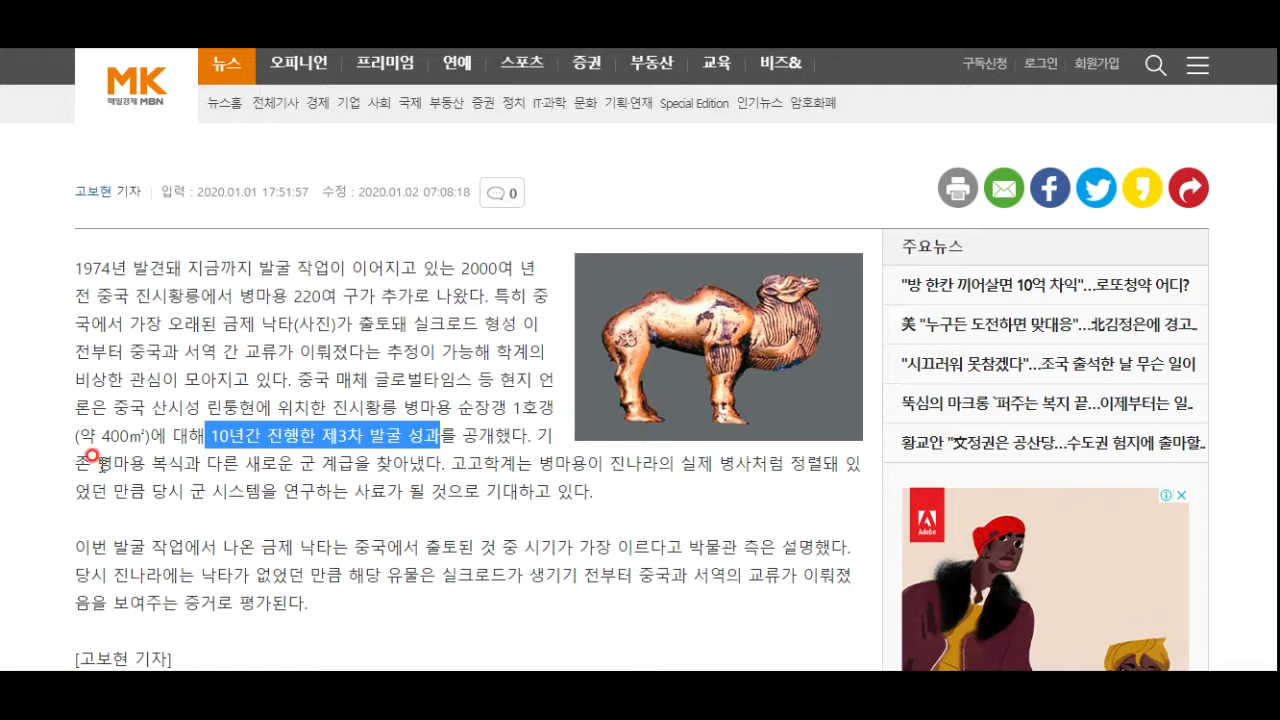 MK
매일경제 MBN
뉴스 오피니언 프리미엄 연예 스포츠 증권 부동산 교육 비즈&
구독신청 로그인 회원가입
뉴스홈 전체기사 경제 기업 사회 국제 부동산 증권 정치 IT·과학 문화 기획·연재 Special Edition 인기뉴스 암호화폐
고보현 기자 입력 : 2020.01.01 17:51:57 수정 : 2020.01.02 07:08:18 0
1974년 발견돼 지금까지 발굴 작업이 이어지고 있는 2000여 년
전 중국 진시황릉에서 병마용 220여 구가 추가로 나왔다. 특히 중
국에서 가장 오래된 금제 낙타(사진)가 출토돼 실크로드 형성 이
전부터 중국과 서역 간 교류가 이뤄졌다는 추정이 가능해 학계의
비상한 관심이 모아지고 있다. 중국 매체 글로벌타임스 등 현지 언
론은 중국 산시성 린퉁현에 위치한 진시황릉 병마용 순장갱 1호갱
(약 400㎡)에 대해 10년간 진행한 제3차 발굴 성과를 공개했다. 기
존 병마용 복식과 다른 새로운 군 계급을 찾아냈다. 고고학계는 병마용이 진나라의 실제 병사처럼 정렬돼 있
었던 만큼 당시 군 시스템을 연구하는 사료가 될 것으로 기대하고 있다.
이번 발굴 작업에서 나온 금제 낙타는 중국에서 출토된 것 중 시기가 가장 이르다고 박물관 측은 설명했다.
당시 진나라에는 낙타가 없었던 만큼 해당 유물은 실크로드가 생기기 전부터 중국과 서역의 교류가 이뤄졌
음을 보여주는 증거로 평가된다.
[고보현 기자]
주요뉴스
"방 한칸 끼어살면 10억 차익"...로또청약 어디?
美 "누구든 도전하면 맞대응"...北김정은에 경고..
"시끄러워 못참겠다"...조국 출석한 날 무슨 일이
뚝심의 마크롱 '퍼주는 복지 끝...이제부터는 일..
황교안 "文정권은 공산당...수도권 험지에 출마할..
Adobe